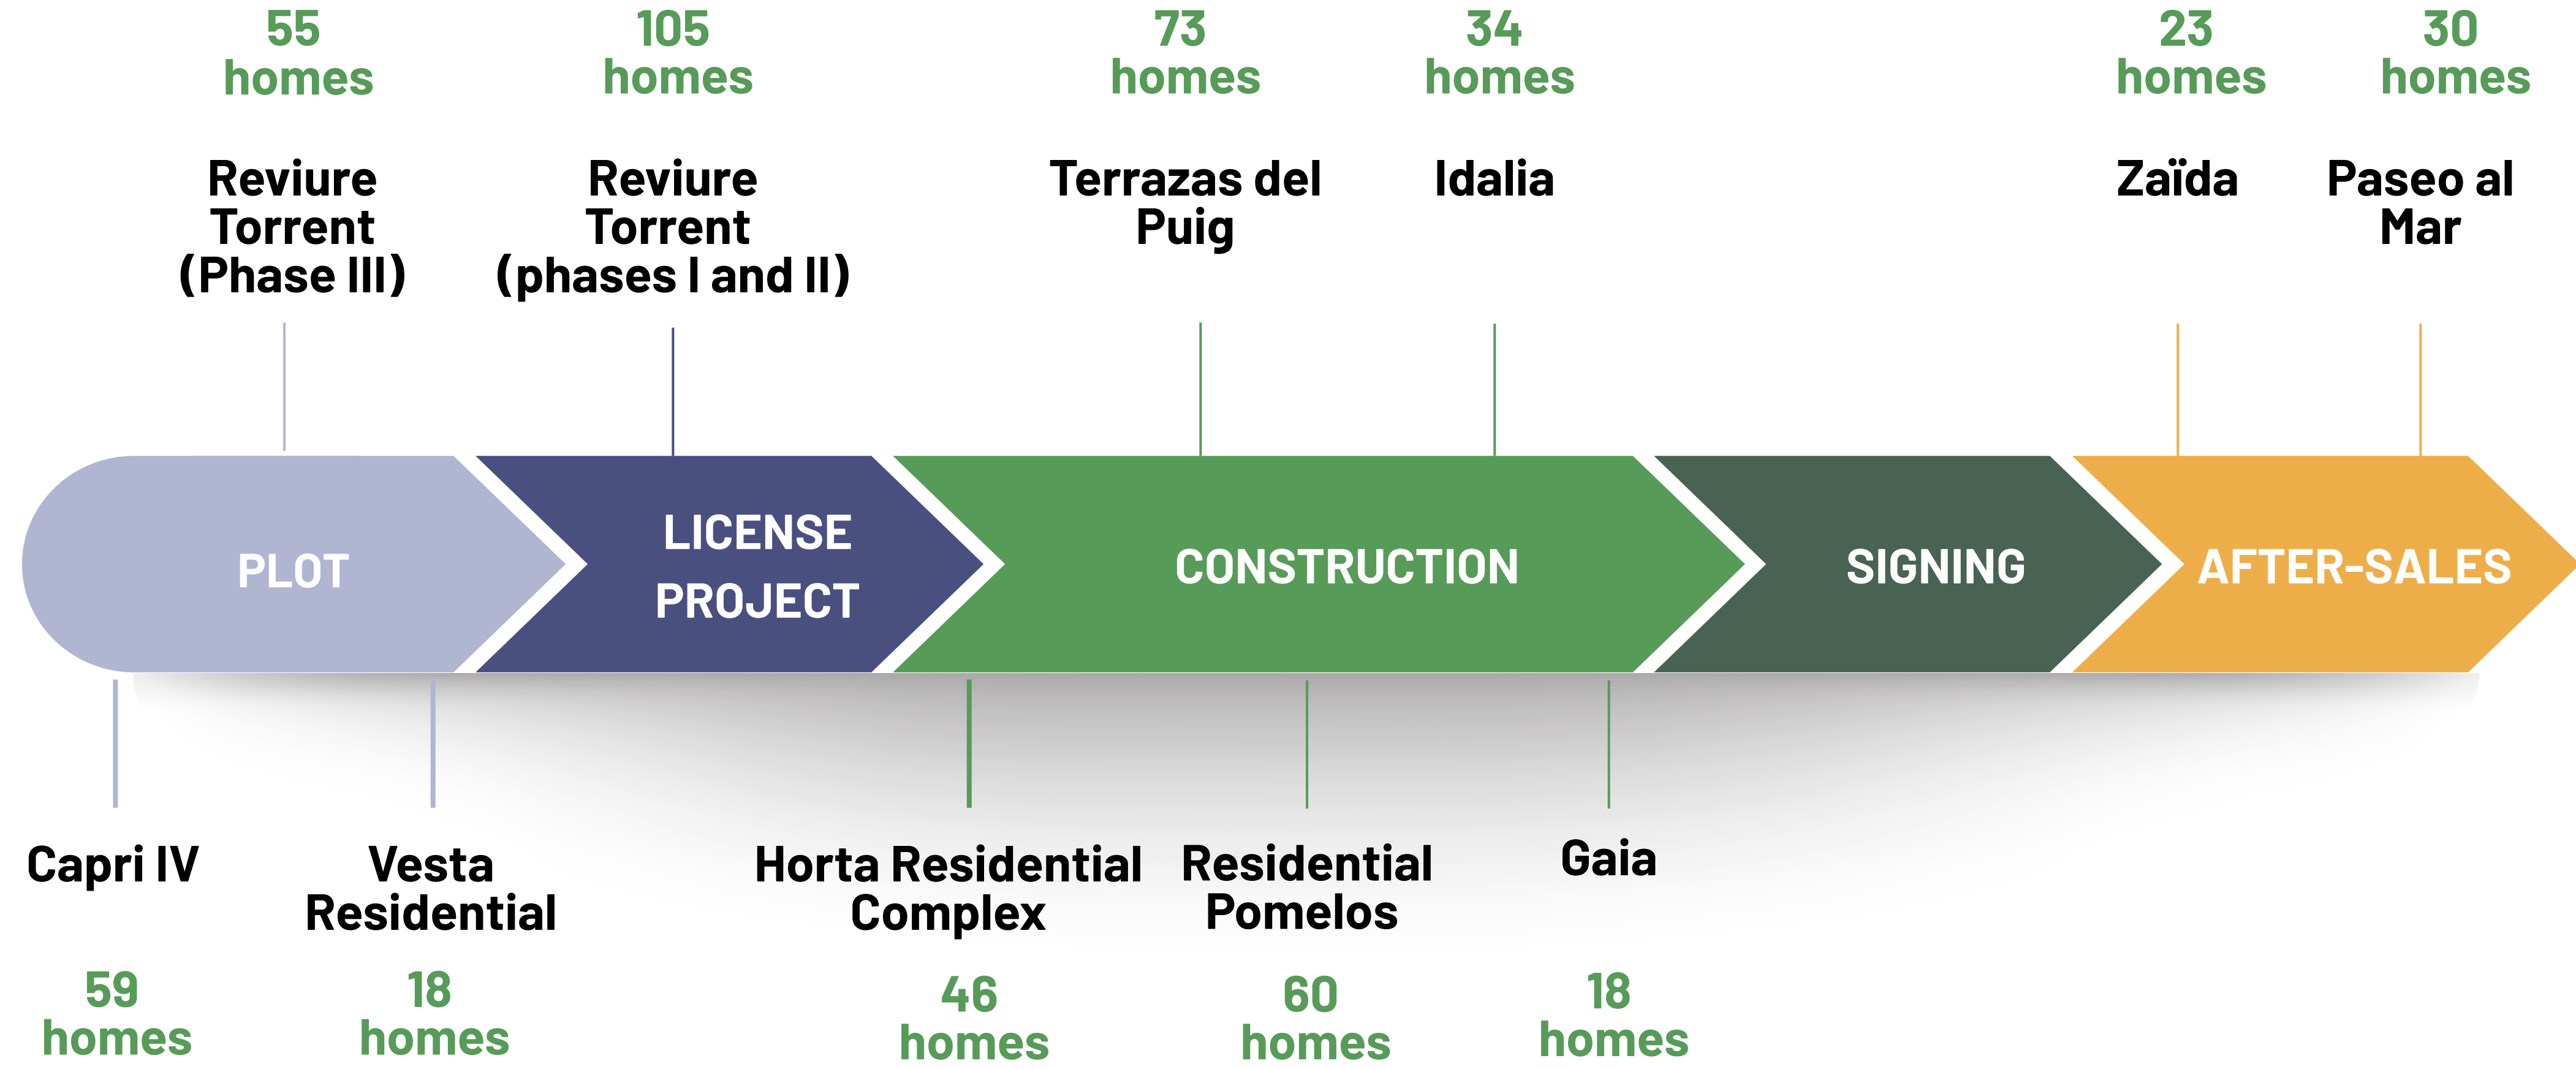 55
homes
105
homes
73
homes
34
homes
23
homes
30
homes
Reviure
Torrent
(Phase III)
Reviure
Torrent
(phases I and II)
Terrazas del
Puig
Idalia
Zaïda
Paseo al
Mar
PLOT
LICENSE
PROJECT
CONSTRUCTION
SIGNING
AFTER-SALES
Capri IV
Vesta
Residential
Horta Residential
Complex
Residential
Pomelos
Gaia
59
homes
18
homes
46
homes
60
homes
18
homes